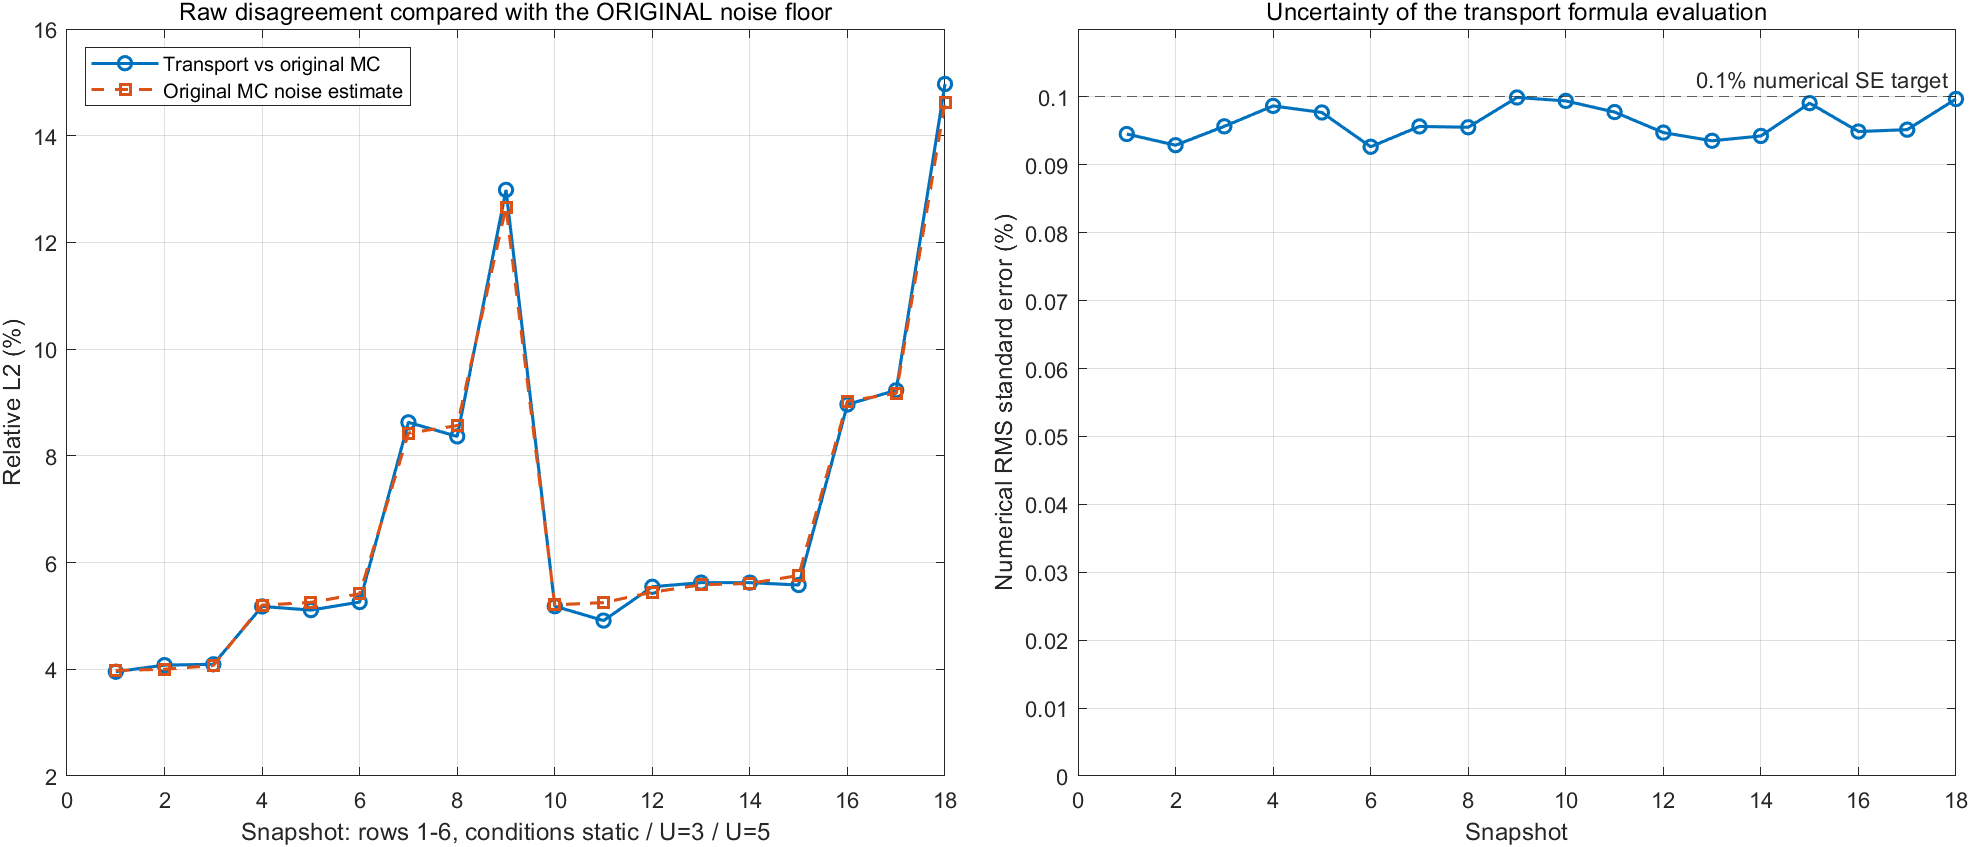 Raw disagreement compared with the ORIGINAL noise floor
16
14
12
10
8
6
4
2
Relative L2 (%)
Transport vs original MC
Original MC noise estimate
0 2 4 6 8 10 12 14 16 18
Snapshot: rows 1-6, conditions static / U=3 / U=5
Uncertainty of the transport formula evaluation
0.1% numerical SE target
0.1
0.09
0.08
0.07
0.06
0.05
0.04
0.03
0.02
0.01
0
Numerical RMS standard error (%)
0 2 4 6 8 10 12 14 16 18
Snapshot